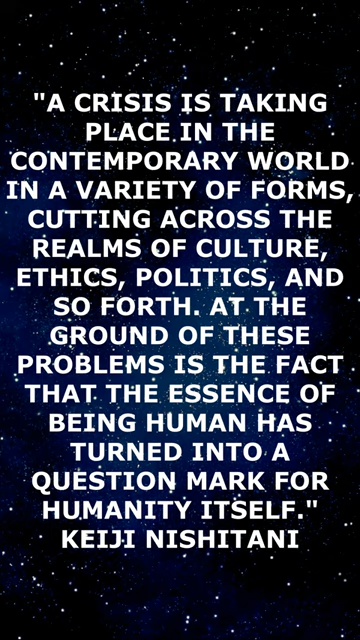 "A CRISIS IS TAKING
PLACE IN THE
CONTEMPORARY WORLD
IN A VARIETY OF FORMS,
CUTTING ACROSS THE
REALMS OF CULTURE,
ETHICS, POLITICS, AND
SO FORTH. AT THE
GROUND OF THESE
PROBLEMS IS THE FACT
THAT THE ESSENCE OF
BEING HUMAN HAS
TURNED INTO A
QUESTION MARK FOR
HUMANITY ITSELF."
KEIJI NISHITANI